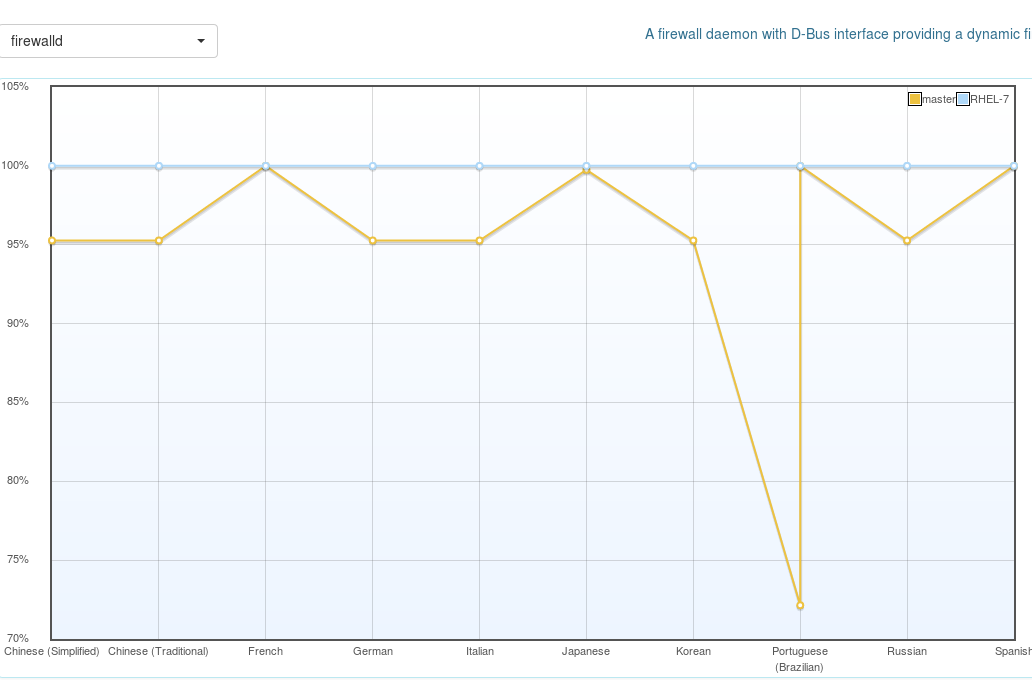 firewalld
A firewall daemon with D-Bus interface providing a dynamic
105%
master RHEL-7
100%
95%
90%
85%
80%
75%
70%
Chinese (Simplified) Chinese (Traditional) French German Italian Japanese Korean Portuguese Russian Spanish
(Brazilian)